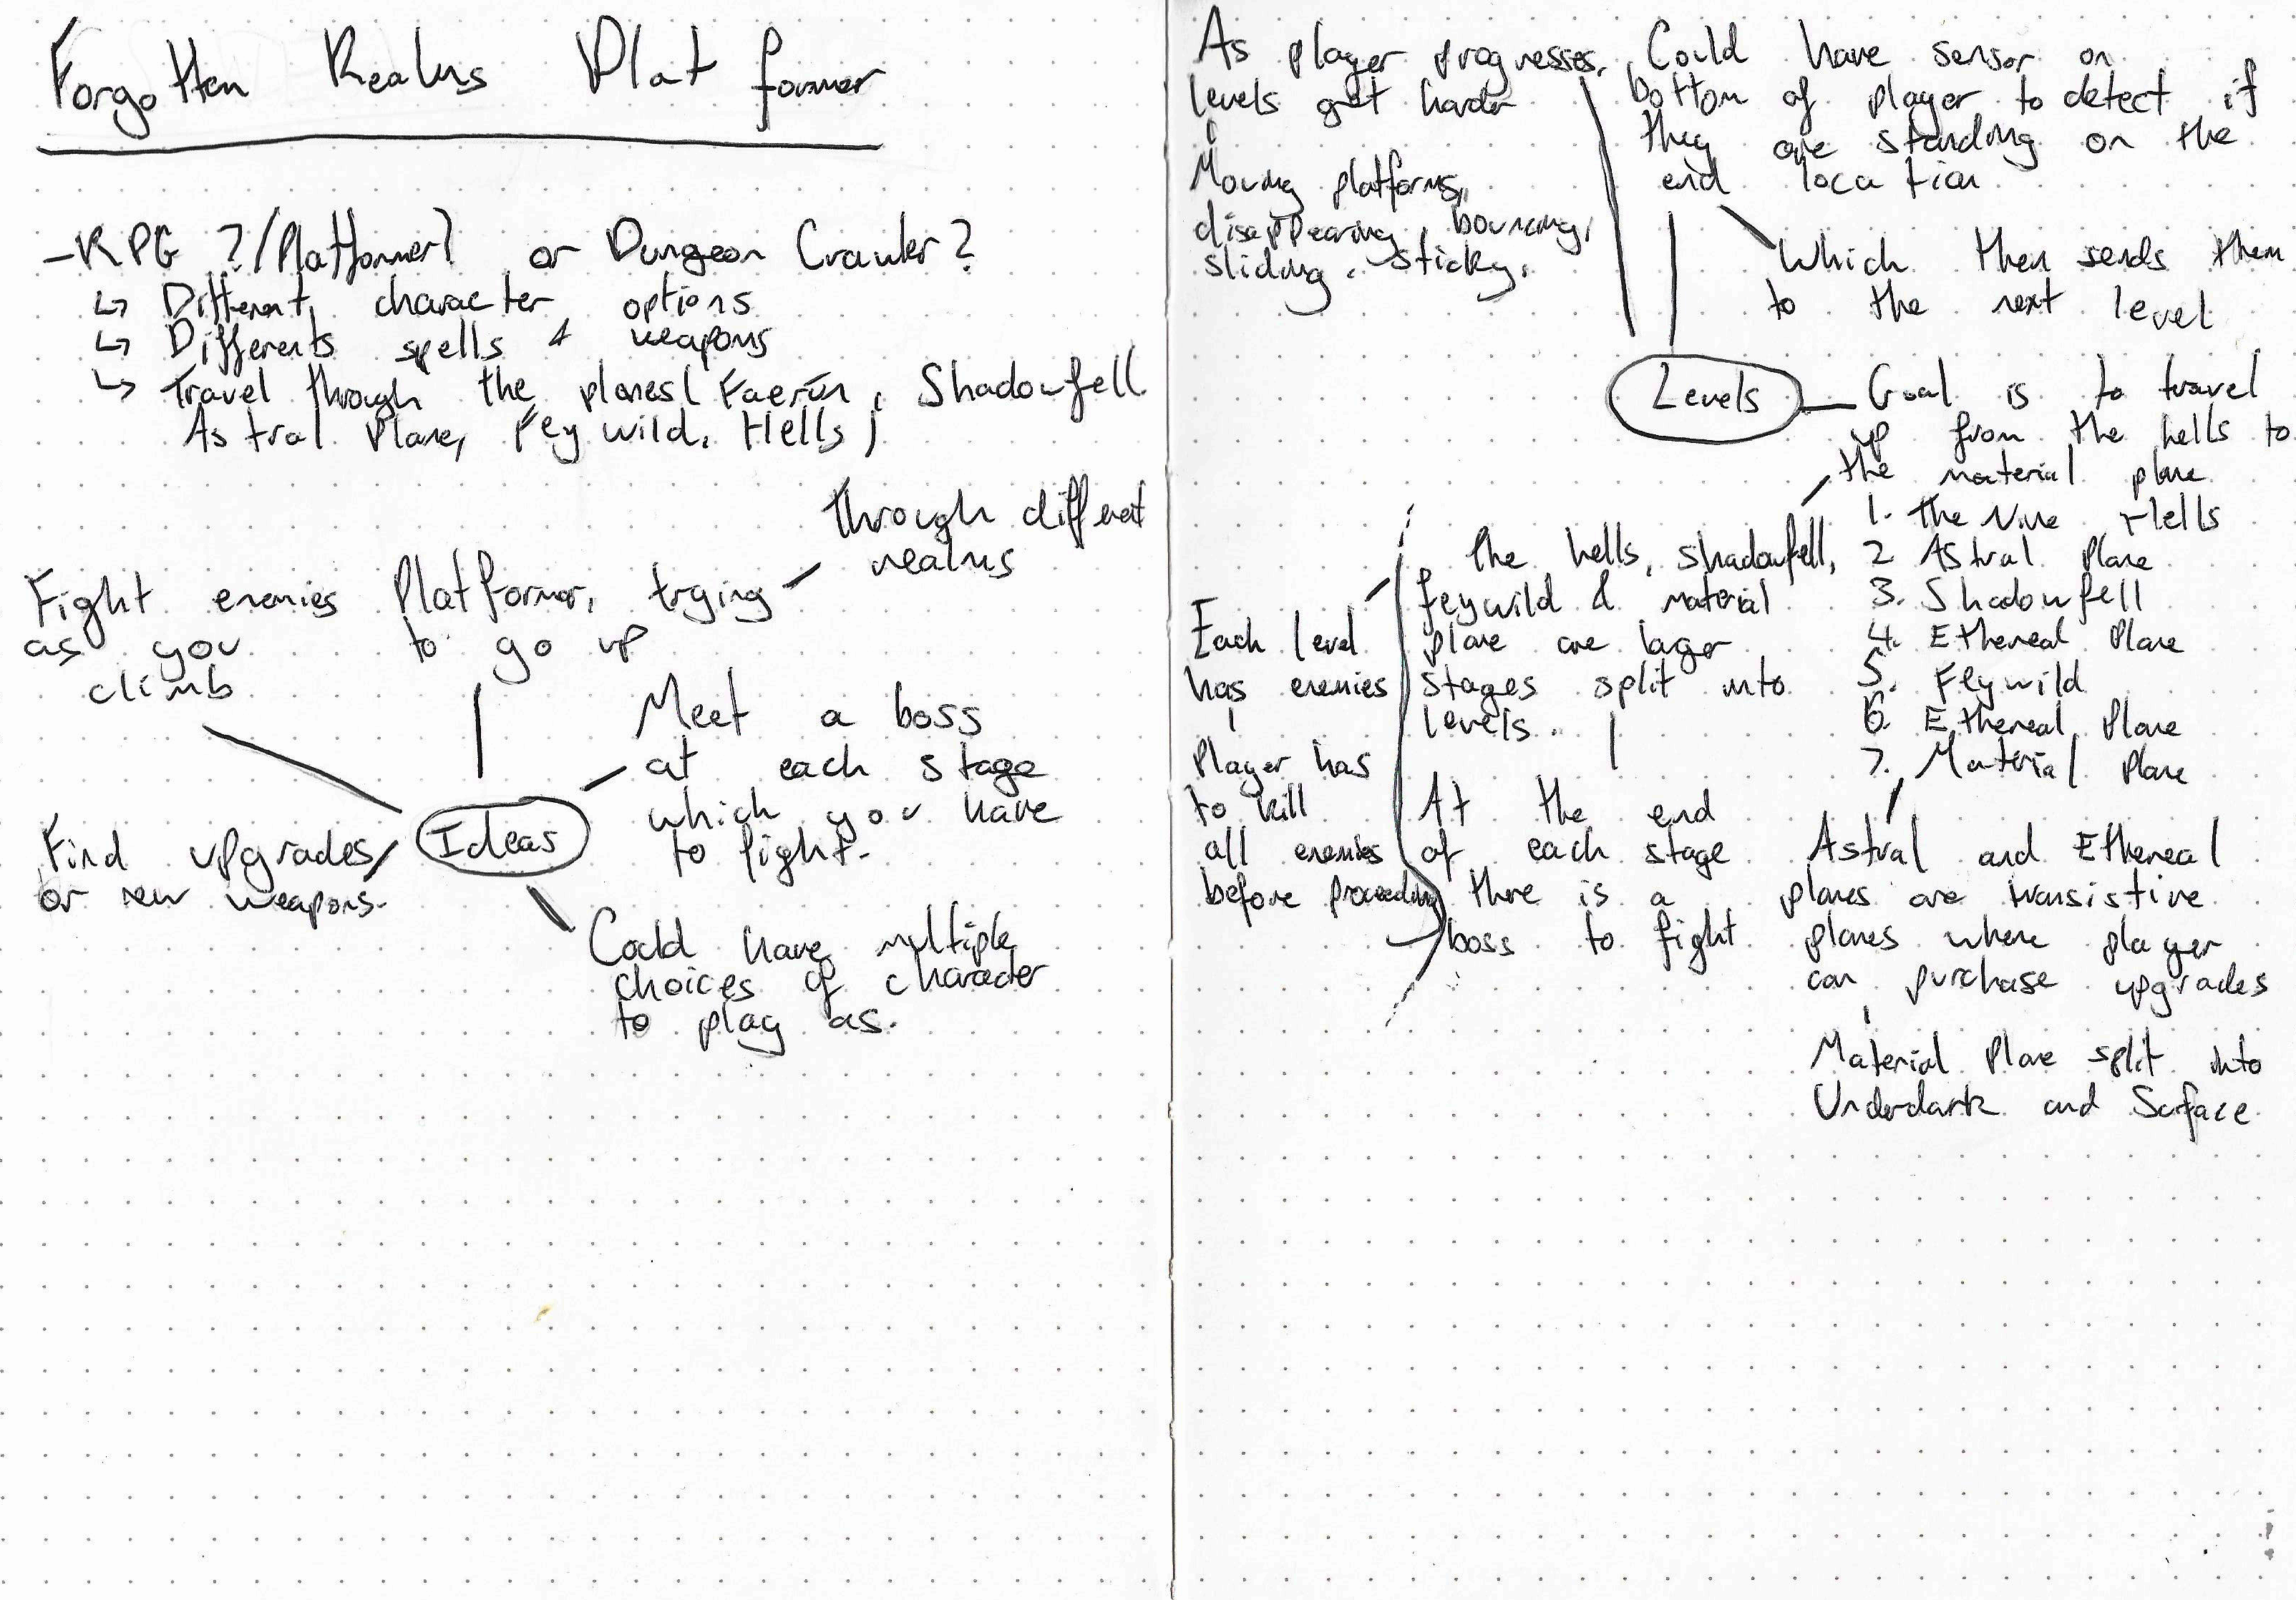 Forgotten Realms Platformer
- RPG?/Platformer? or Dungeon Crawler?
↳ Different character options
↳ Differents spells & weapons
↳ Travel through the planes (Faerûn, Shadowfell
Astral Plane, Feywild, Hells)
through different
realms
Platformer, trying
to go up
Fight enemies
as you
climb
Meet a boss
at each stage
which you have
to fight.
Ideas
Find upgrades
or new weapons.
Could have multiple
choices of character
to play as.
As player progresses,
levels get harder
Moving platforms,
disappearing, bouncing,
sliding, sticky.
Could have sensor on
bottom of player to detect if
they are standing on the
end location
Which then sends them
to the next level
Levels
Goal is to travel
up from the hells to
the material plane
1. The Nine Hells
2 Astral Plane
3. Shadowfell
4. Ethereal Plane
5. Feywild
6. Ethereal Plane
7. Material Plane
The hells, shadowfell,
feywild & material
plane are larger
stages split into
levels.
At the end
of each stage
there is a
boss to fight
Each level
has enemies
Player has
to kill
all enemies
before proceeding
Astral and Ethereal
planes are transistive
planes where player
can purchase upgrades
Material Plane split into
Underdark and Surface